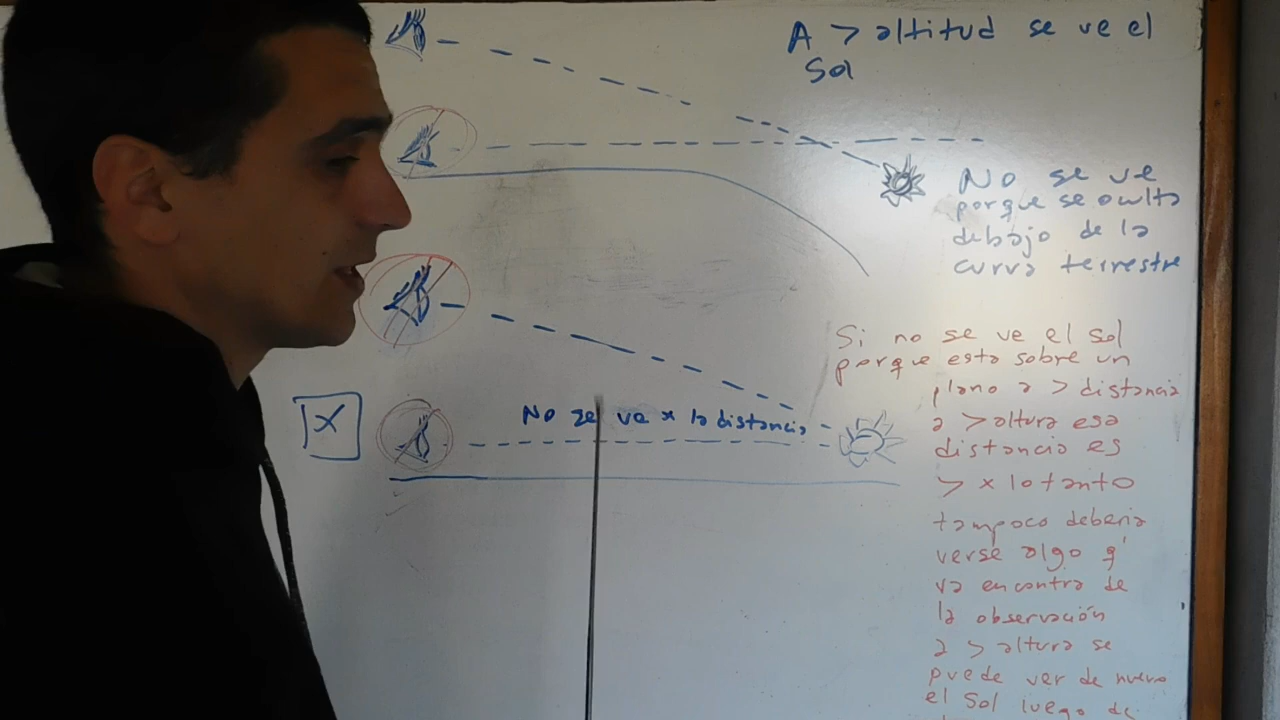 A > altitud se ve el
Sol
No se ve
porque se oculta
debajo de la
curva terrestre
Si no se ve el sol
porque esta sobre un
plano a > distancia
a > altura esa
distancia es
> x lo tanto
tampoco deberia
verse algo q'
va en contra de
la observación
a > altura se
puede ver de nuevo
el Sol luego de
X
No se ve x la distancia